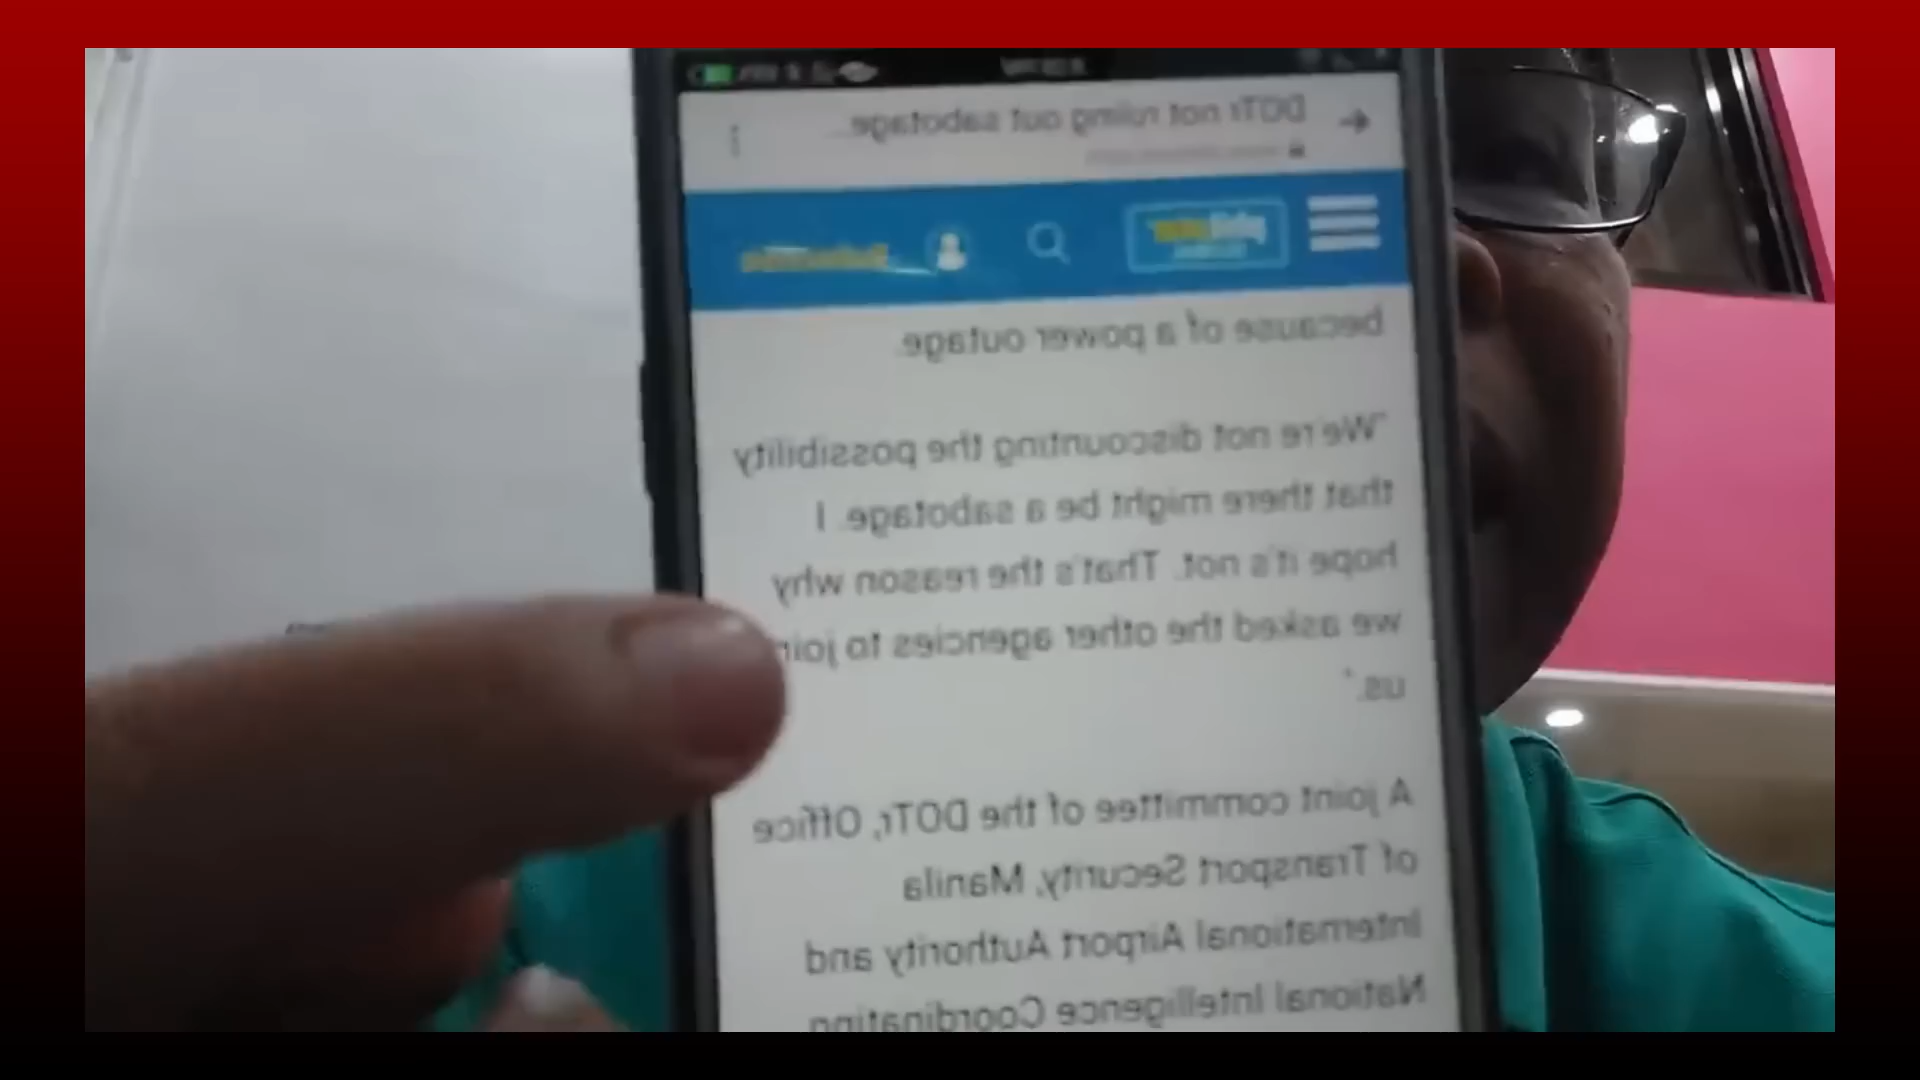 DOTr not ruling out sabotage...
philSTAR
Subscribe
because of a power outage.
"We're not discounting the possibility
that there might be a sabotage. I
hope it's not. That's the reason why
we asked the other agencies to join
us."
A joint committee of the DOTr, Office
of Transport Security, Manila
International Airport Authority and
National Intelligence Coordinating